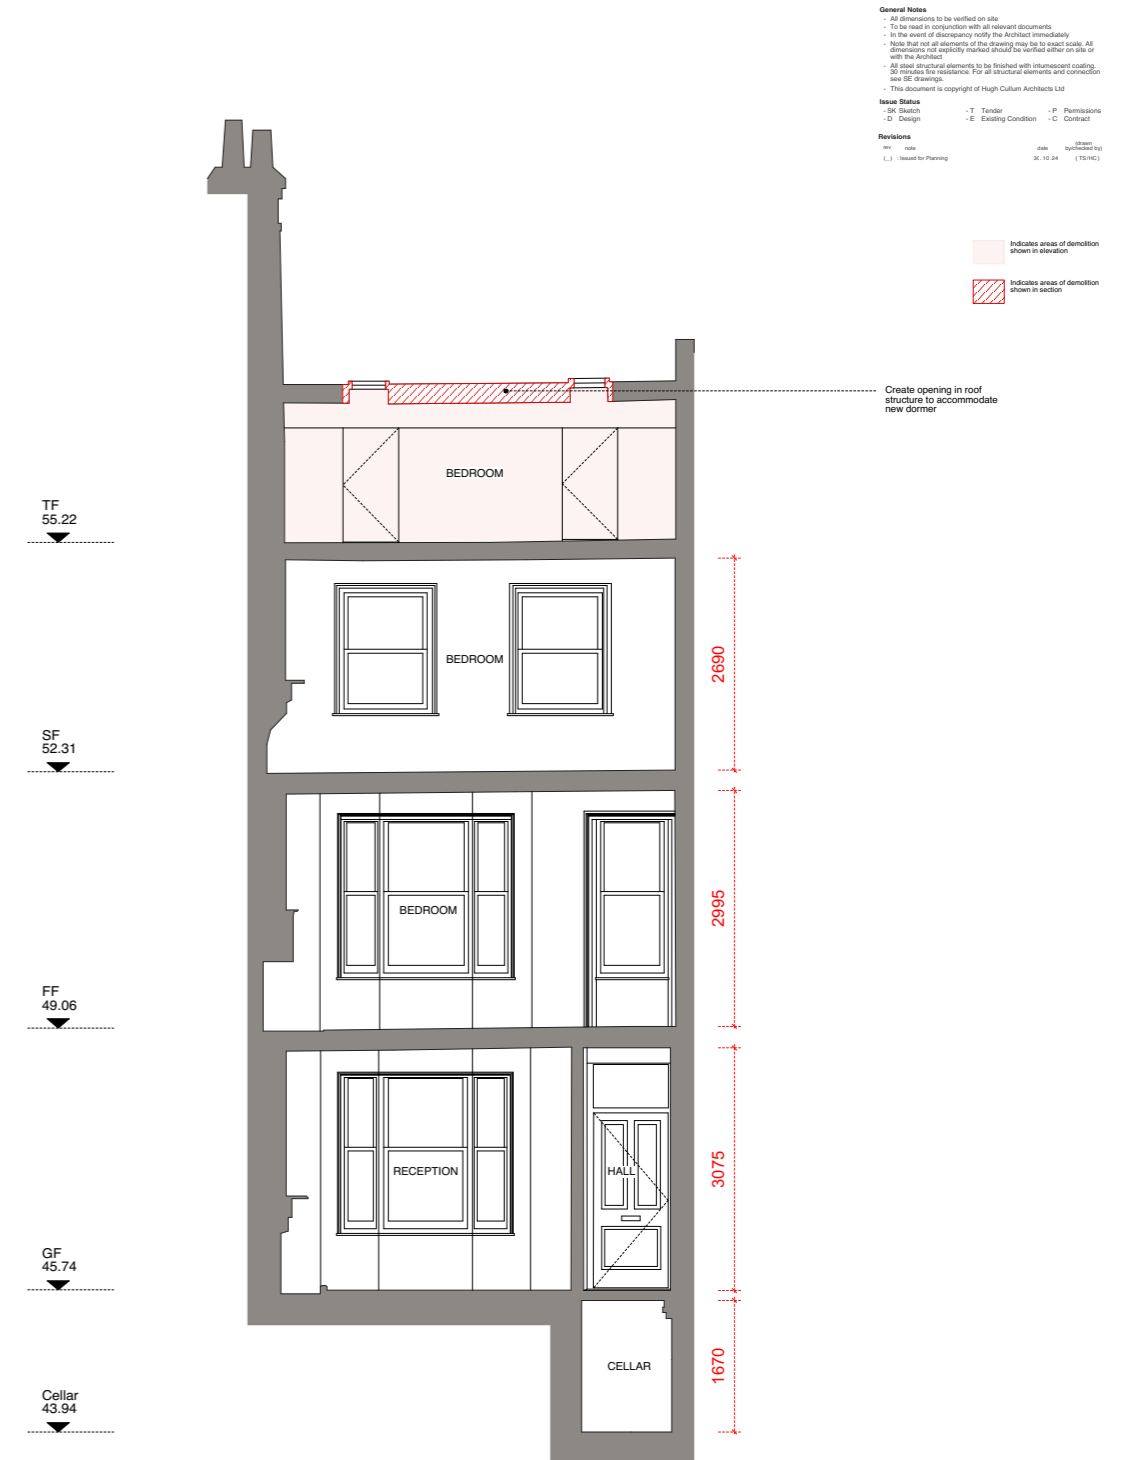 General Notes
- All dimensions to be verified on site
- To be read in conjunction with all relevant documents
- In the event of discrepancy notify the Architect immediately
- Note that not all elements of the drawing may be to exact scale. All
dimensions not explicitly marked should be verified either on site or
with the Architect
- All steel structural elements to be finished with intumescent coating.
30 minutes fire resistance. For all structural elements and connection
see SE drawings.
- This document is copyright of Hugh Cullum Architects Ltd
Issue Status
- SK Sketch - T Tender - P Permissions
- D Design - E Existing Condition - C Contract
Revisions
rev note date (drawn
by/checked by)
(_) : Issued for Planning 10 .24 ( TS/HC )
Indicates areas of demolition
shown in elevation
Indicates areas of demolition
shown in section
Create opening in roof
structure to accommodate
new dormer
BEDROOM
TF
55.22
BEDROOM
2690
SF
52.31
BEDROOM
2995
FF
49.06
RECEPTION
HALL
3075
GF
45.74
CELLAR
1670
Cellar
43.94